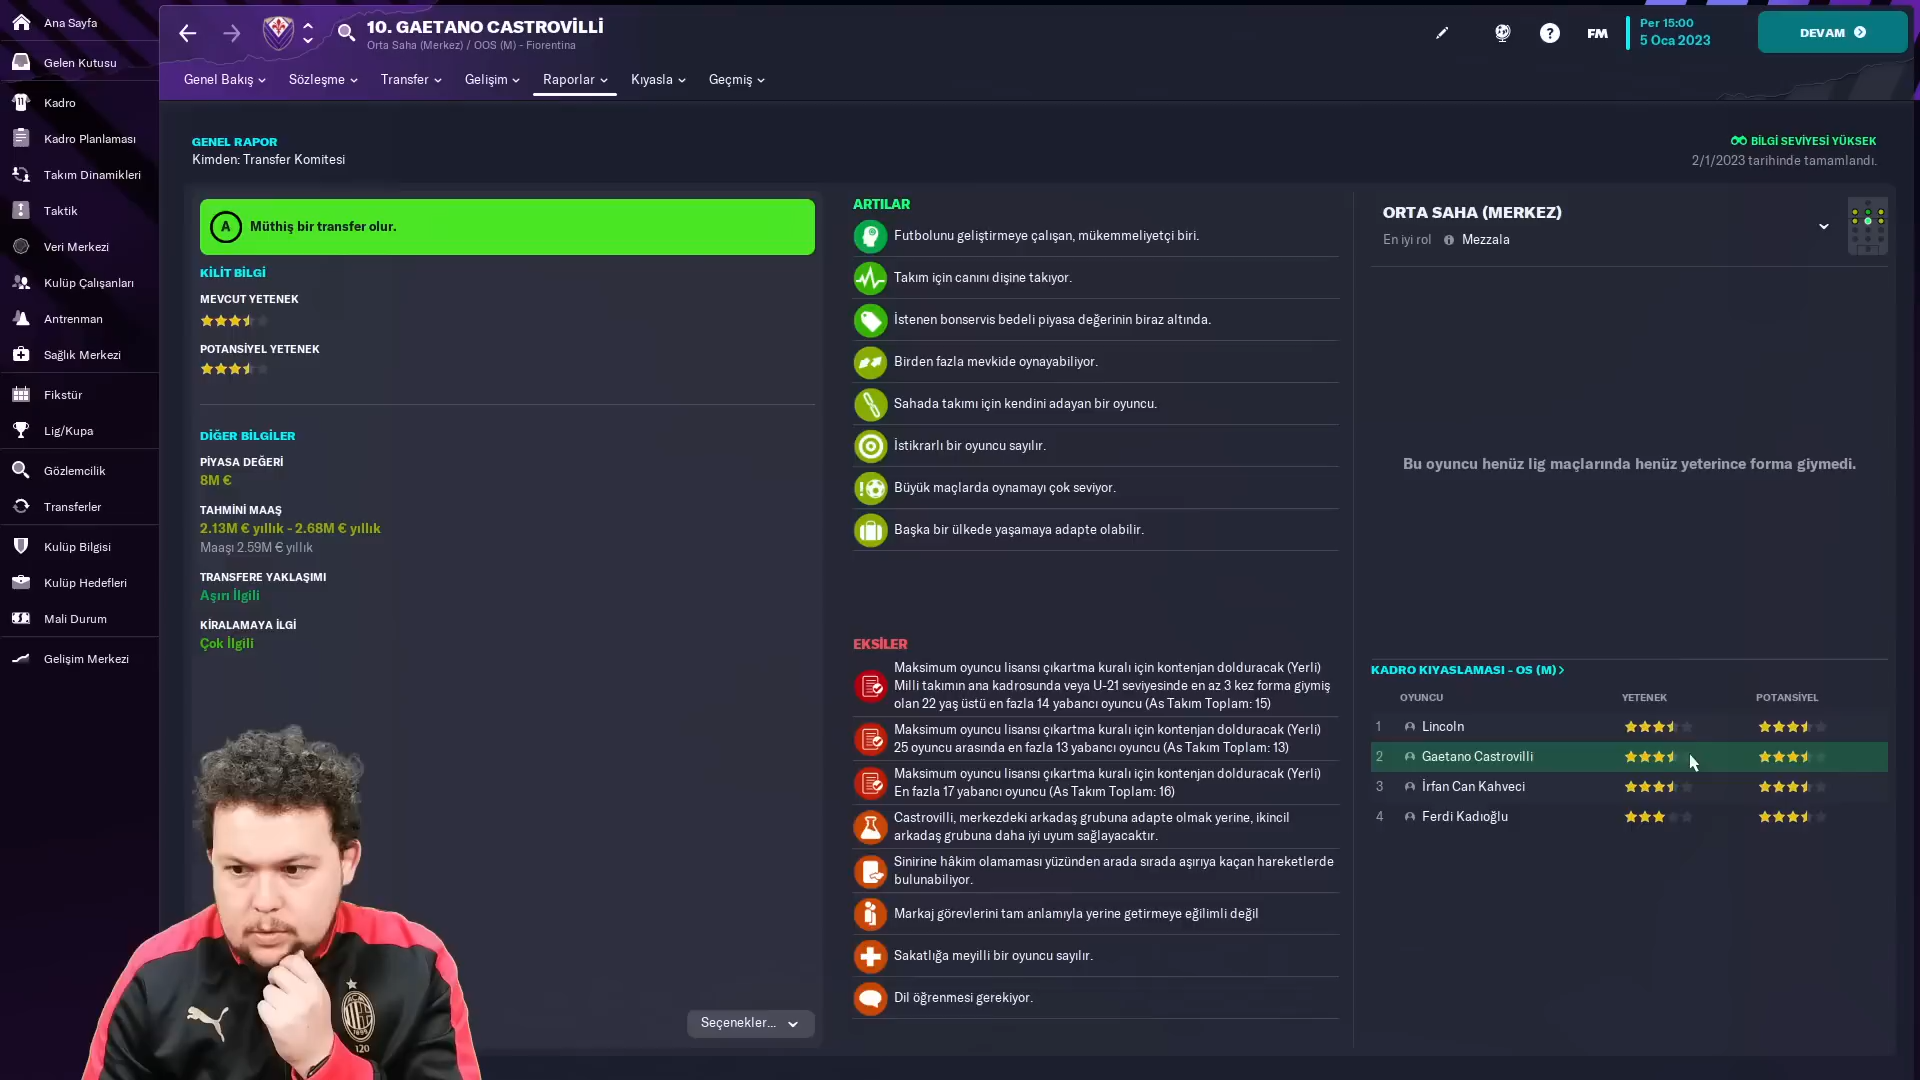 Ana Sayfa
Gelen Kutusu
Kadro
Kadro Planlaması
Takım Dinamikleri
Taktik
Veri Merkezi
Kulüp Çalışanları
Antrenman
Sağlık Merkezi
Fikstür
Lig/Kupa
Gözlemcilik
Transferler
Kulüp Bilgisi
Kulüp Hedefleri
Mali Durum
Gelişim Merkezi
10. GAETANO CASTROVİLLİ
Orta Saha (Merkez) / OOS (M) - Fiorentina
?
FM
Per 15:00
5 Oca 2023
DEVAM
Genel Bakış
Sözleşme
Transfer
Gelişim
Raporlar
Kıyasla
Geçmiş
GENEL RAPOR
Kimden: Transfer Komitesi
BİLGİ SEVİYESİ YÜKSEK
2/1/2023 tarihinde tamamlandı.
A Müthiş bir transfer olur.
KİLİT BİLGİ
MEVCUT YETENEK
POTANSİYEL YETENEK
DİĞER BİLGİLER
PİYASA DEĞERİ
8M €
TAHMİNİ MAAŞ
2.13M € yıllık - 2.68M € yıllık
Maaşı 2.59M € yıllık
TRANSFERE YAKLAŞIMI
Aşırı İlgili
KİRALAMAYA İLGİ
Çok İlgili
Seçenekler...
ARTILAR
Futbolunu geliştirmeye çalışan, mükemmeliyetçi biri.
Takım için canını dişine takıyor.
İstenen bonservis bedeli piyasa değerinin biraz altında.
Birden fazla mevkide oynayabiliyor.
Sahada takımı için kendini adayan bir oyuncu.
İstikrarlı bir oyuncu sayılır.
Büyük maçlarda oynamayı çok seviyor.
Başka bir ülkede yaşamaya adapte olabilir.
EKSİLER
Maksimum oyuncu lisansı çıkartma kuralı için kontenjan dolduracak (Yerli)
Milli takımın ana kadrosunda veya U-21 seviyesinde en az 3 kez forma giymiş
olan 22 yaş üstü en fazla 14 yabancı oyuncu (As Takım Toplam: 15)
Maksimum oyuncu lisansı çıkartma kuralı için kontenjan dolduracak (Yerli)
25 oyuncu arasında en fazla 13 yabancı oyuncu (As Takım Toplam: 13)
Maksimum oyuncu lisansı çıkartma kuralı için kontenjan dolduracak (Yerli)
En fazla 17 yabancı oyuncu (As Takım Toplam: 16)
Castrovilli, merkezdeki arkadaş grubuna adapte olmak yerine, ikincil
arkadaş grubuna daha iyi uyum sağlayacaktır.
Sinirine hâkim olamaması yüzünden arada sırada aşırıya kaçan hareketlerde
bulunabiliyor.
Markaj görevlerini tam anlamıyla yerine getirmeye eğilimli değil
Sakatlığa meyilli bir oyuncu sayılır.
Dil öğrenmesi gerekiyor.
ORTA SAHA (MERKEZ)
En iyi rol Mezzala
Bu oyuncu henüz lig maçlarında henüz yeterince forma giymedi.
KADRO KIYASLAMASI - OS (M) >
OYUNCU YETENEK POTANSİYEL
1 Lincoln
2 Gaetano Castrovilli
3 İrfan Can Kahveci
4 Ferdi Kadıoğlu
ACM
1899
120